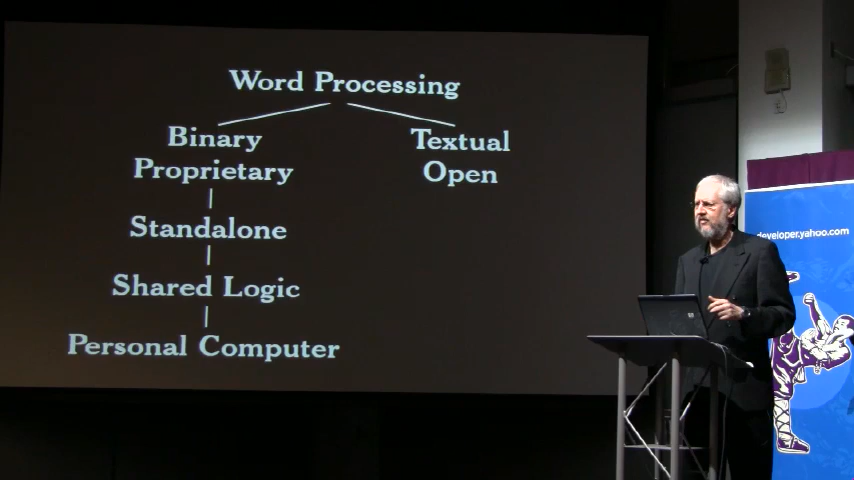 Word Processing
Binary
Proprietary
Textual
Open
Standalone
Shared Logic
Personal Computer
developer.yahoo.com